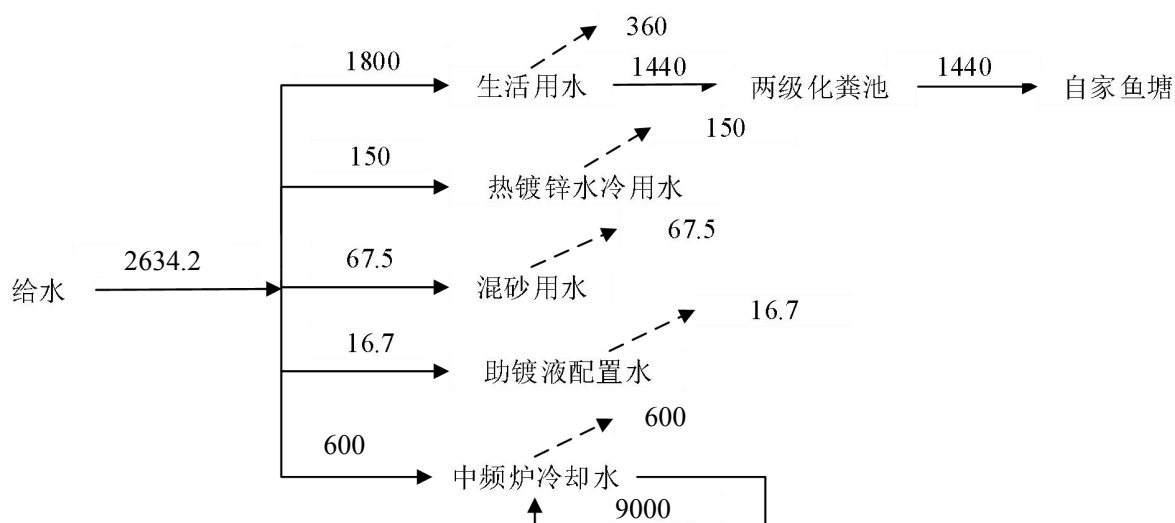 360
1800
生活用水
1440
两级化粪池
1440
自家鱼塘
150
150
热镀锌水冷用水
67.5
2634.2
67.5
给水
混砂用水
16.7
16.7
助镀液配置水
600
600
中频炉冷却水
9000